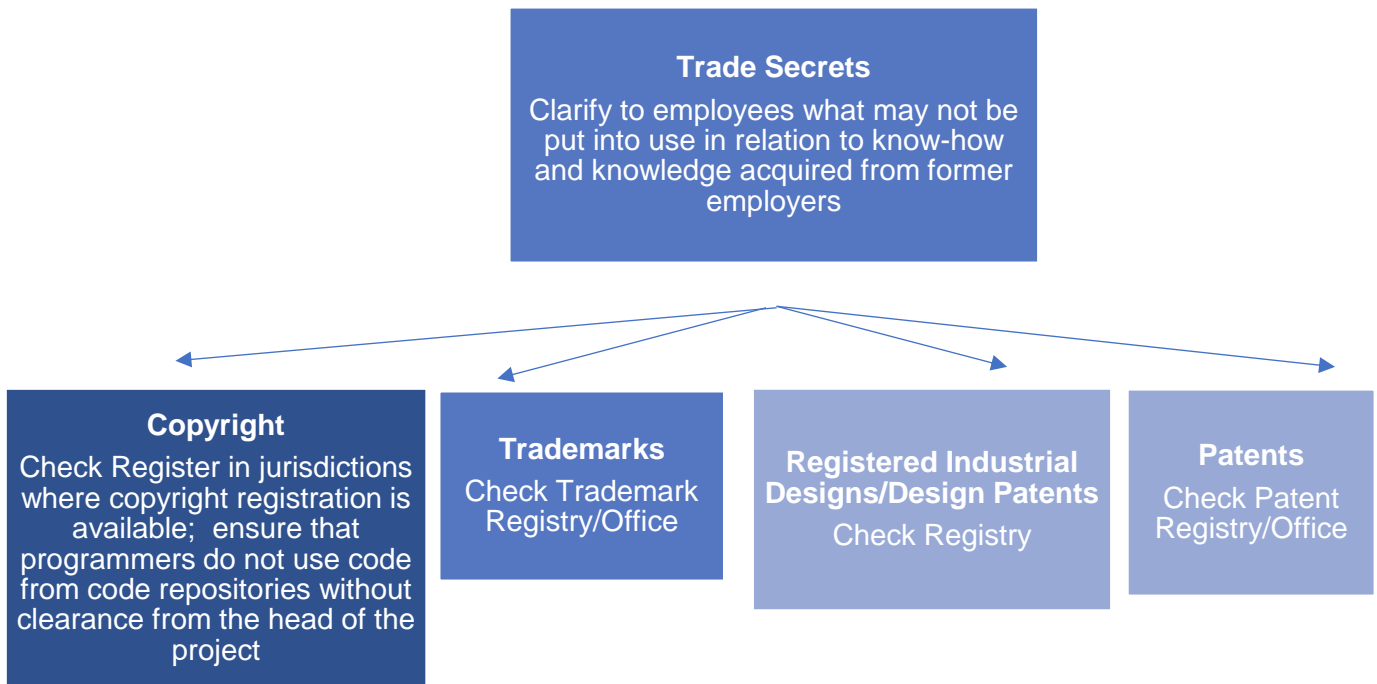 Trade Secrets
Clarify to employees what may not be
put into use in relation to know-how
and knowledge acquired from former
employers
Copyright
Check Register in jurisdictions
where copyright registration is
available;  ensure that
programmers do not use code
from code repositories without
clearance from the head of the
project
Trademarks
Check Trademark
Registry/Office
Registered Industrial
Designs/Design Patents
Check Registry
Patents
Check Patent
Registry/Office